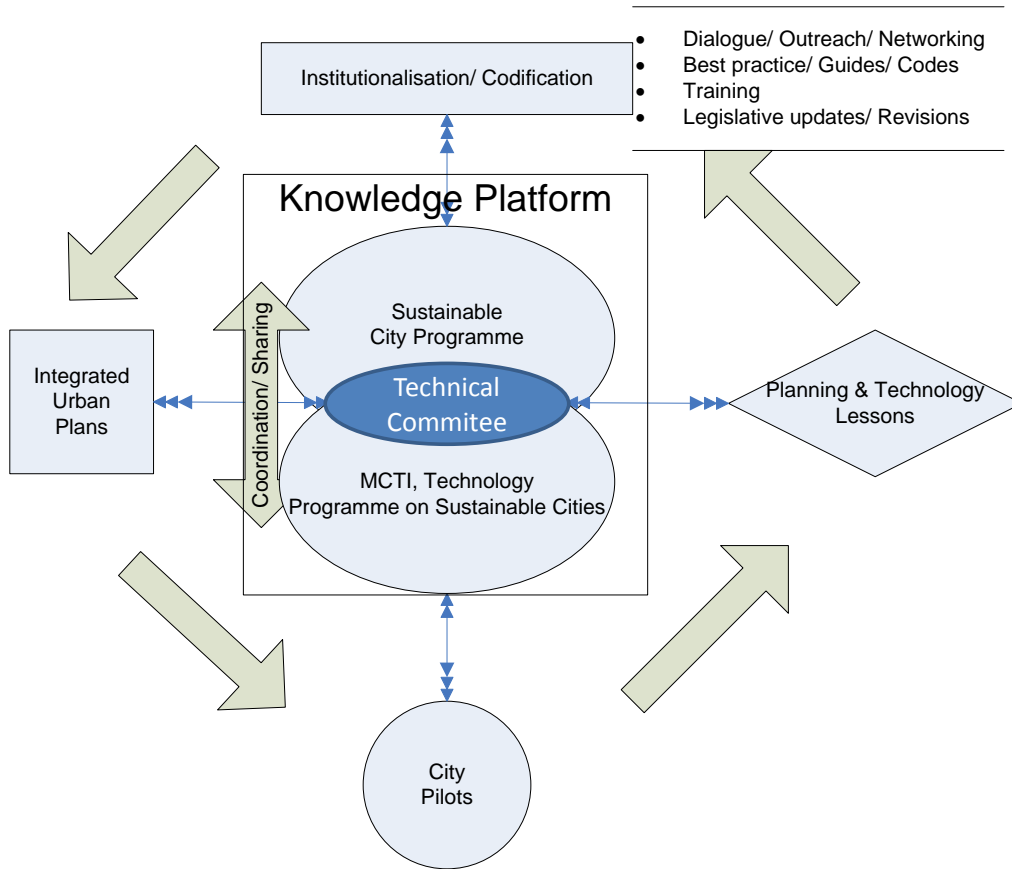 Institutionalisation/ Codification
• Dialogue/ Outreach/ Networking
• Best practice/ Guides/ Codes
• Training
• Legislative updates/ Revisions
Knowledge Platform
Coordination/ Sharing
Sustainable
City Programme
Integrated
Urban
Plans
Technical
Commitee
Planning & Technology
Lessons
MCTI, Technology
Programme on Sustainable Cities
City
Pilots